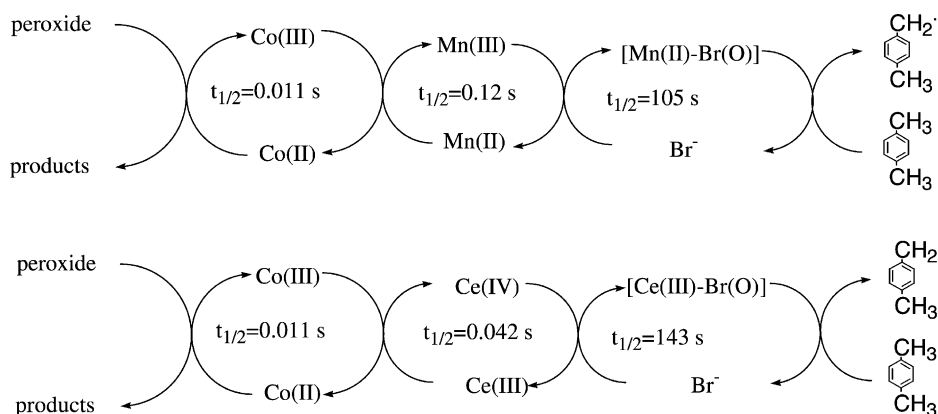 peroxide
Co(III)
Mn(III)
[Mn(II)-Br(O)]
CH2·
CH3
t1/2=0.011 s
t1/2=0.12 s
t1/2=105 s
products
Co(II)
Mn(II)
Br-
CH3
CH3
peroxide
Co(III)
Ce(IV)
[Ce(III)-Br(O)]
CH2
CH3
t1/2=0.011 s
t1/2=0.042 s
t1/2=143 s
products
Co(II)
Ce(III)
Br-
CH3
CH3